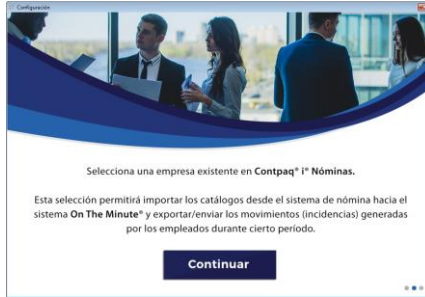 Configuración
Selecciona una empresa existente en Contpaq® i® Nóminas.
Esta selección permitirá importar los catálogos desde el sistema de nómina hacia el
sistema On The Minute® y exportar/enviar los movimientos (incidencias) generadas
por los empleados durante cierto período.
Continuar